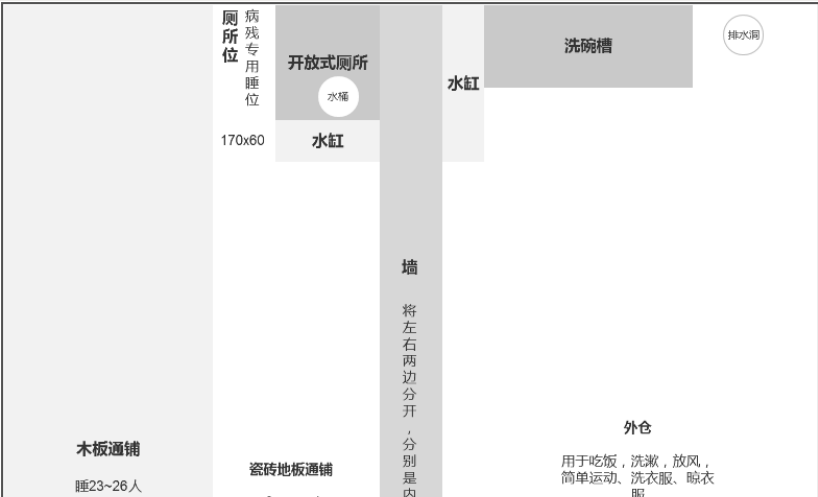 厕所位
病残专用睡位
170x60
开放式厕所
水桶
水缸
水缸
洗碗槽
排水洞
墙
将左右两边分开,分别是内
木板通铺
睡23~26人
瓷砖地板通铺
外仓
用于吃饭,洗漱,放风,
简单运动、洗衣服、晾衣
服